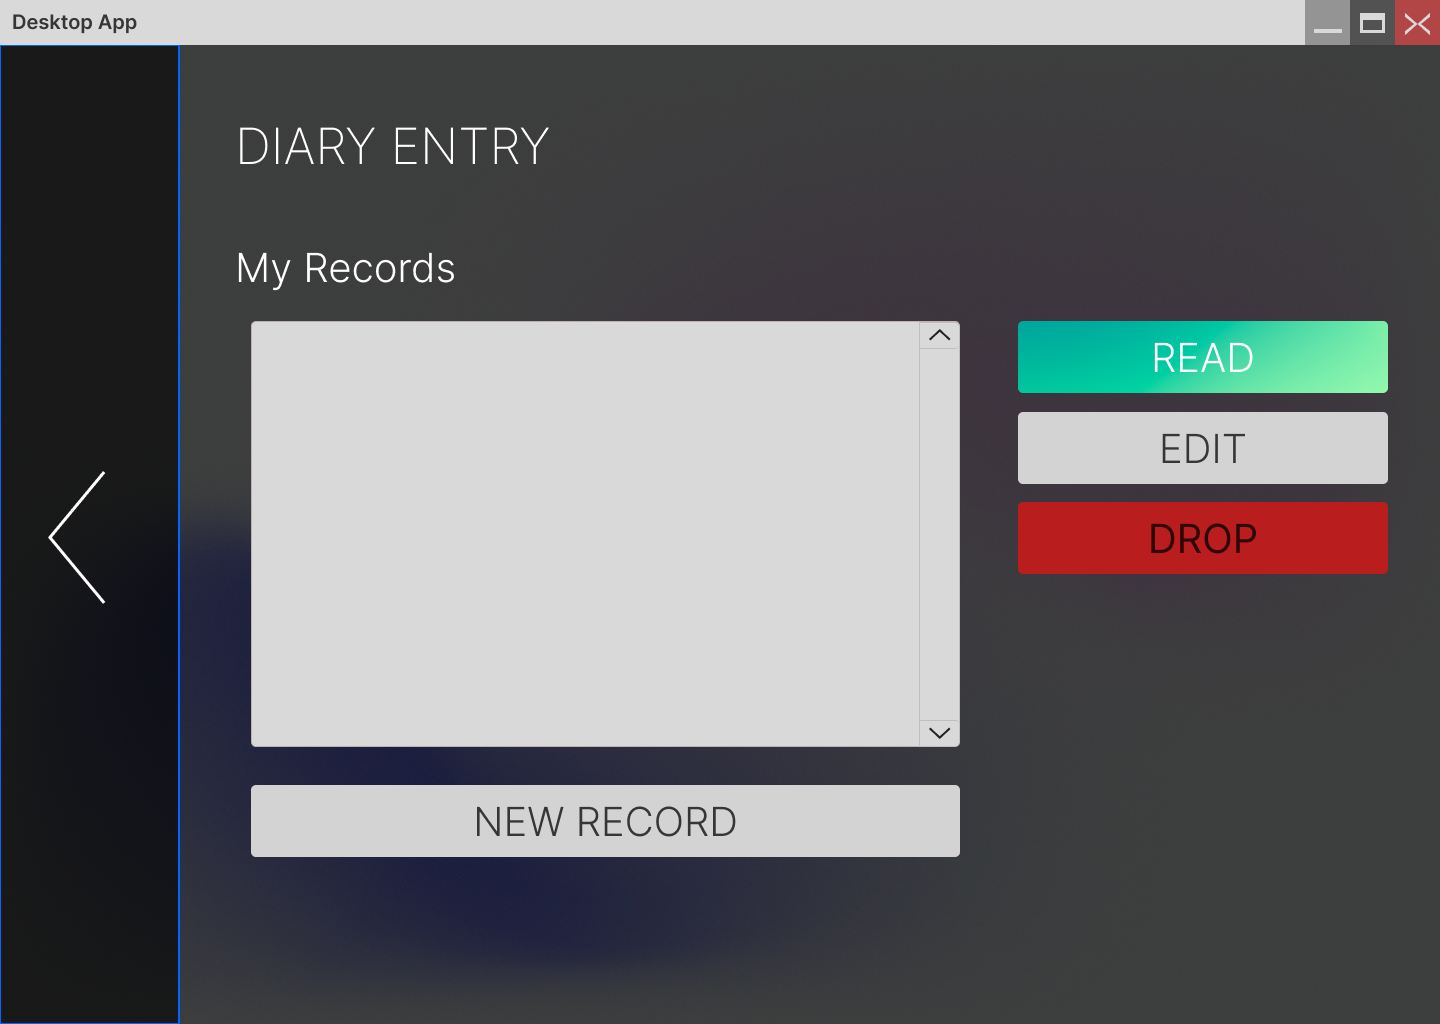 Desktop App
DIARY ENTRY
My Records
READ
EDIT
DROP
NEW RECORD